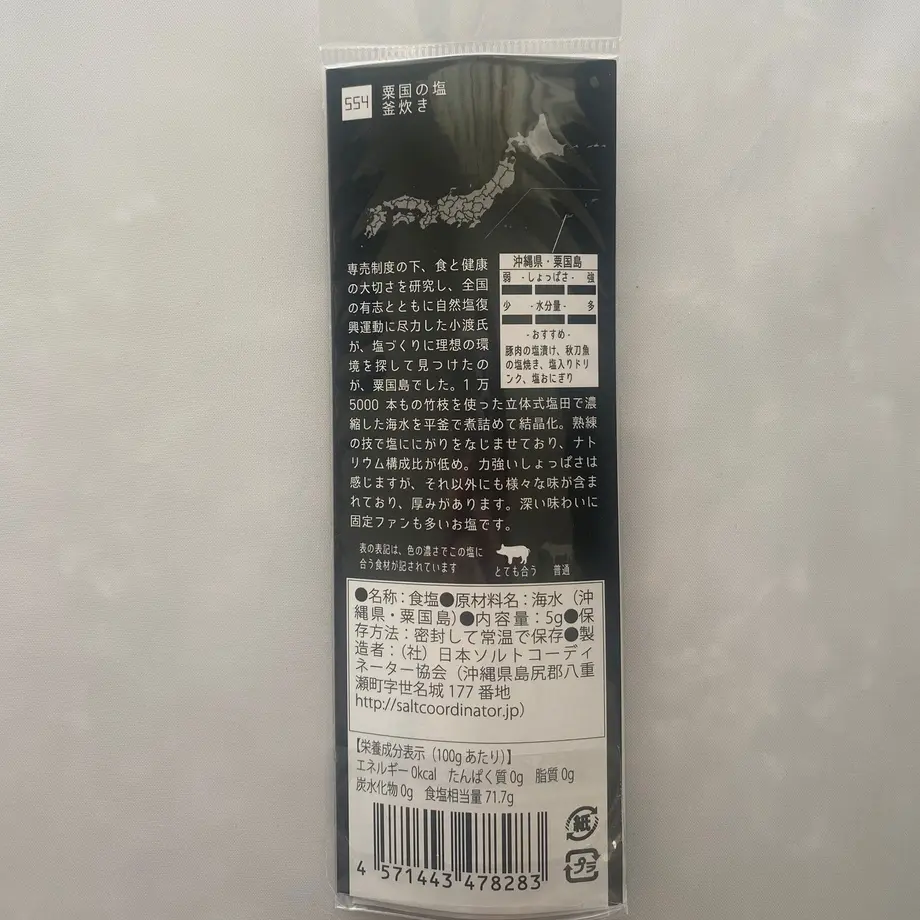 554
粟国の塩
釜炊き
専売制度の下、食と健康
の大切さを研究し、全国
の有志とともに自然塩復
興運動に尽力した小渡氏
が、塩づくりに理想の環
境を探して見つけたの
が、粟国島でした。1 万
5000 本もの竹枝を使った立体式塩田で濃
縮した海水を平釜で煮詰めて結晶化。熟練
の技で塩ににがりをなじませており、ナト
リウム構成比が低め。力強いしょっぱさは
感じますが、それ以外にも様々な味が含ま
れており、厚みがあります。深い味わいに
固定ファンも多いお塩です。
沖縄県・粟国島
弱 - しょっぱさ - 強
少 - 水分量 - 多
- おすすめ -
豚肉の塩漬け、秋刀魚
の塩焼き、塩入りドリ
ンク、塩おにぎり
表の表記は、色の濃さでこの塩に
合う食材が記されています
とても合う 普通
●名称：食塩●原材料名：海水（沖
縄県・粟国島）●内容量：5g●保
存方法：密封して常温で保存●製
造者：（社）日本ソルトコーディ
ネーター協会（沖縄県島尻郡八重
瀬町字世名城 177 番地
http://saltcoordinator.jp）
【栄養成分表示（100g あたり）】
エネルギー 0kcal たんぱく質 0g 脂質 0g
炭水化物 0g 食塩相当量 71.7g
4 571443 478283
紙
プラ